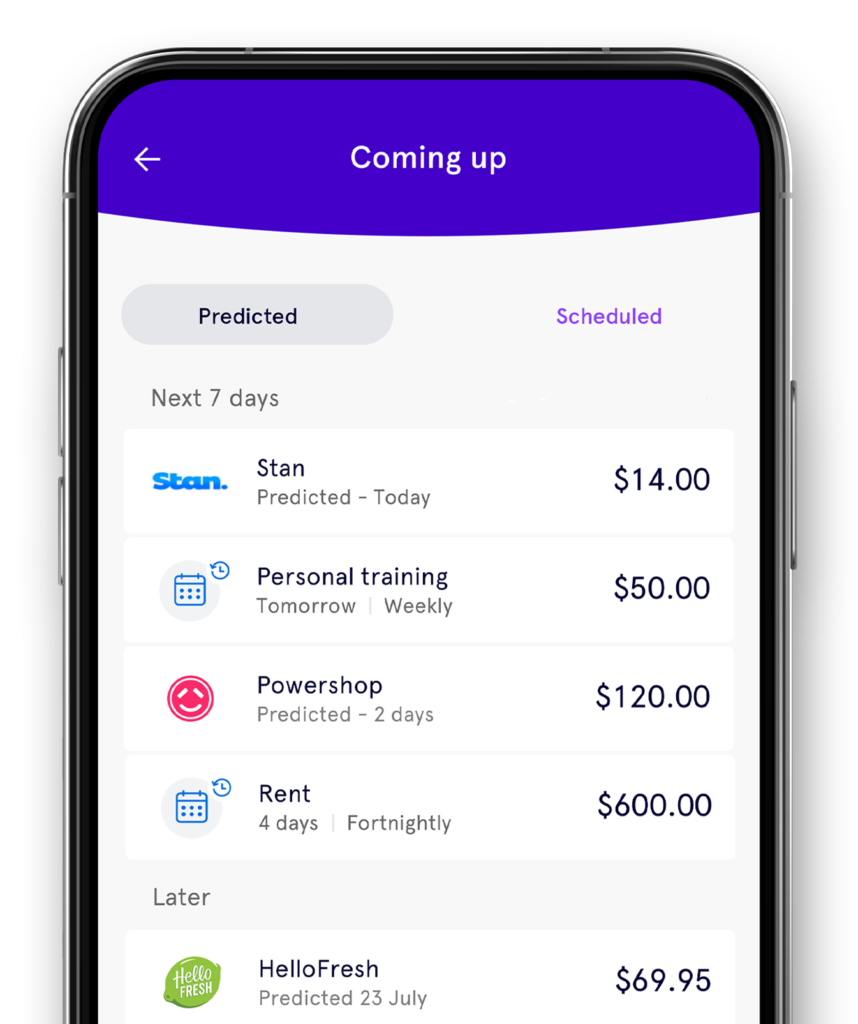 Coming up
Predicted
Scheduled
Next 7 days
Stan.
Stan
$14.00
Predicted - Today
Personal training
$50.00
Tomorrow | Weekly
Powershop
$120.00
Predicted - 2 days
Rent
$600.00
4 days | Fortnightly
Later
Hello
FRESH
HelloFresh
$69.95
Predicted 23 July